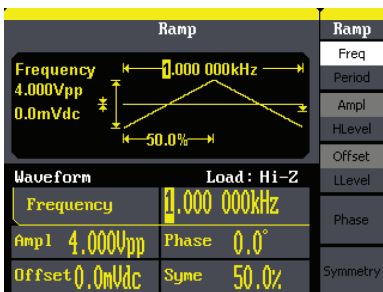 Ramp
Frequency
1.000 000kHz
4.000Vpp
0.0mVdc
50.0%
Waveform Load: Hi-Z
Frequency 1.000 000kHz
Ampl 4.000Vpp Phase 0.0°
Offset 0.0mVdc Syme 50.0%
Ramp
Freq
Period
Ampl
HLevel
Offset
LLevel
Phase
Symmetry